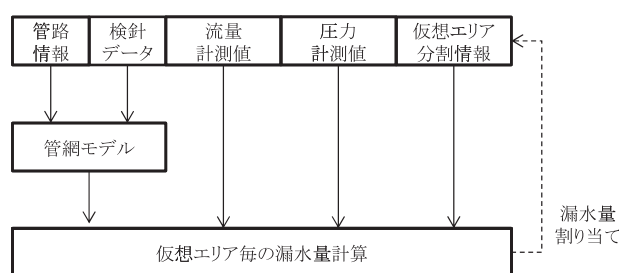 管路
情報
検針
データ
流量
計測値
圧力
計測値
仮想エリア
分割情報
管網モデル
漏水量
割り当て
仮想エリア毎の漏水量計算